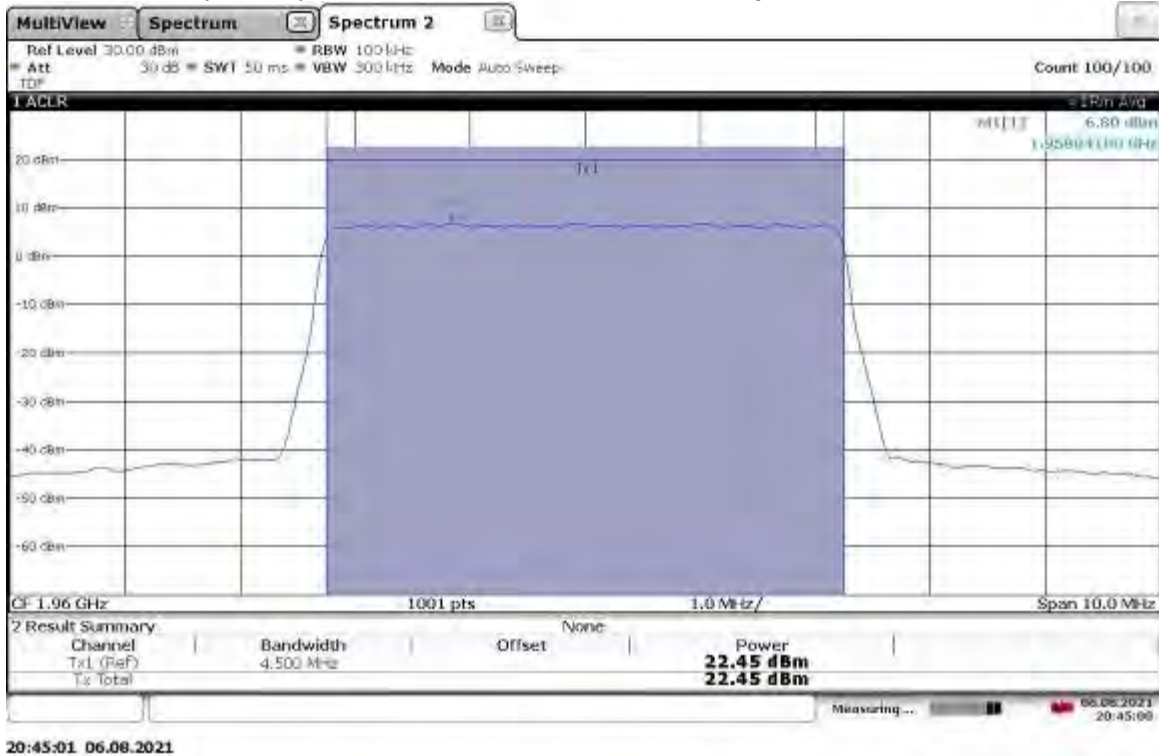 MultiView Spectrum Spectrum 2
Ref Level 30.00 dBm RBW 100 kHz
Att 30 dB SWT 50 ms VBW 300 kHz Mode Auto Sweep Count 100/100
TDF
1 ACLR 1Rm Avg
M1[1] 6.80 dBm
GHz
20 dBm
Tx1
10 dBm
0 dBm
-10 dBm
-20 dBm
-30 dBm
-40 dBm
-50 dBm
-60 dBm
CF 1.96 GHz 1001 pts 1.0 MHz/ Span 10.0 MHz
2 Result Summary None
Channel Bandwidth Offset Power
Tx1 (Ref) 4.500 MHz 22.45 dBm
Tx Total 22.45 dBm
Measuring... 06.08.2021
20:45:00
20:45:01 06.08.2021